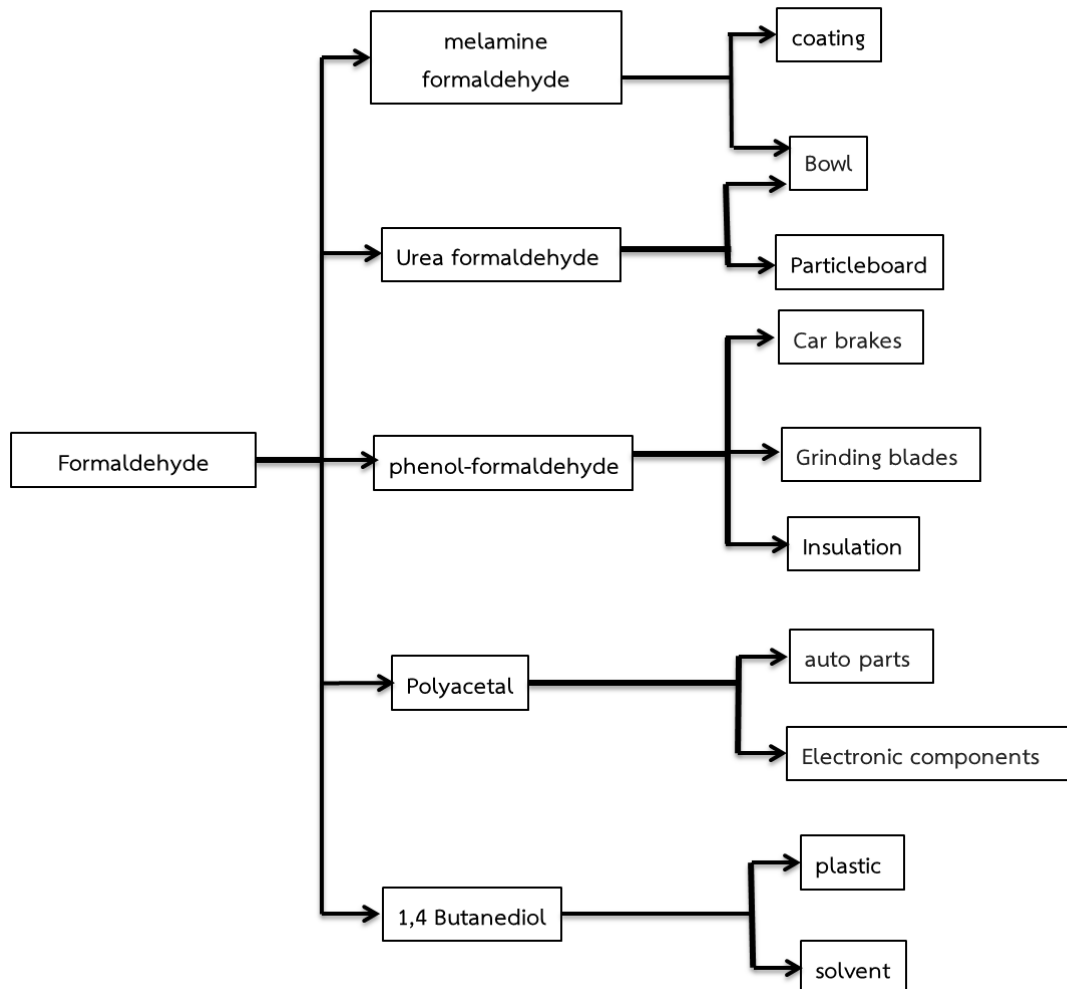 melamine
formaldehyde
coating
Bowl
Urea formaldehyde
Particleboard
Car brakes
Formaldehyde
phenol-formaldehyde
Grinding blades
Insulation
auto parts
Polyacetal
Electronic components
plastic
1,4 Butanediol
solvent